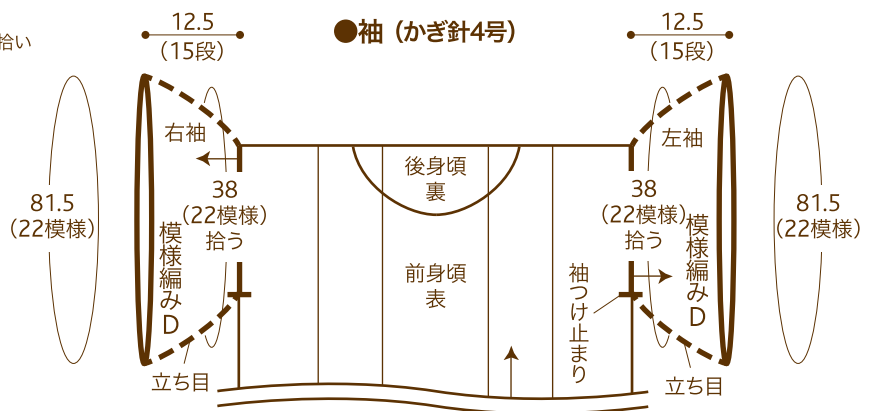 拾い
12.5
（15段）
●袖（かぎ針4号）
12.5
（15段）
右袖
左袖
81.5
（22模様）
38
（22模様）
拾う
模様編みD
後身頃
裏
前身頃
表
袖つけ止まり
38
（22模様）
拾う
模様編みD
81.5
（22模様）
立ち目
立ち目